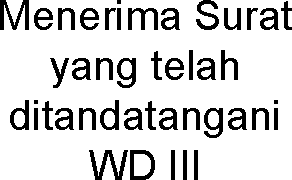 Menerima Surat
yang telah
ditandatangani
WD III